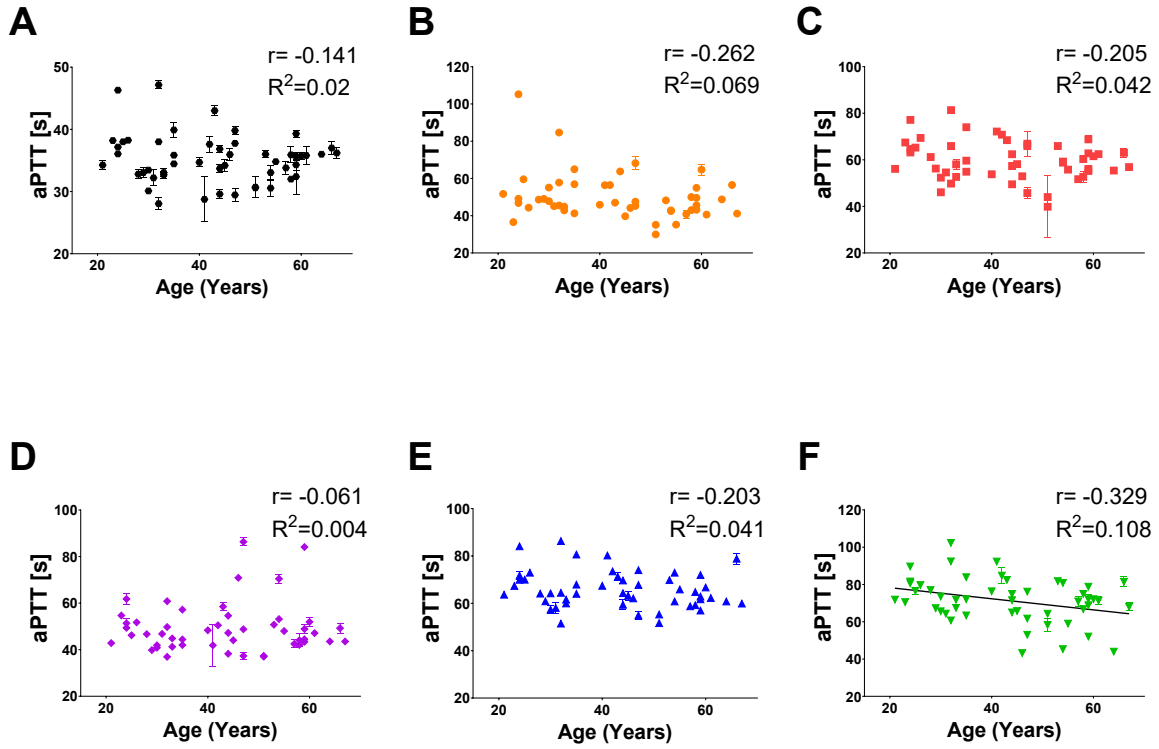 A
r= -0.141
R²=0.02
50
40
30
20
aPTT [s]
20
40
60
Age (Years)
B
r= -0.262
R²=0.069
120
100
80
60
40
20
aPTT [s]
20
40
60
Age (Years)
C
r= -0.205
R²=0.042
100
80
60
40
20
aPTT [s]
20
40
60
Age (Years)
D
r= -0.061
R²=0.004
100
80
60
40
20
aPTT [s]
20
40
60
Age (Years)
E
r= -0.203
R²=0.041
100
80
60
40
20
aPTT [s]
20
40
60
Age (Years)
F
r= -0.329
R²=0.108
120
100
80
60
40
20
aPTT [s]
20
40
60
Age (Years)